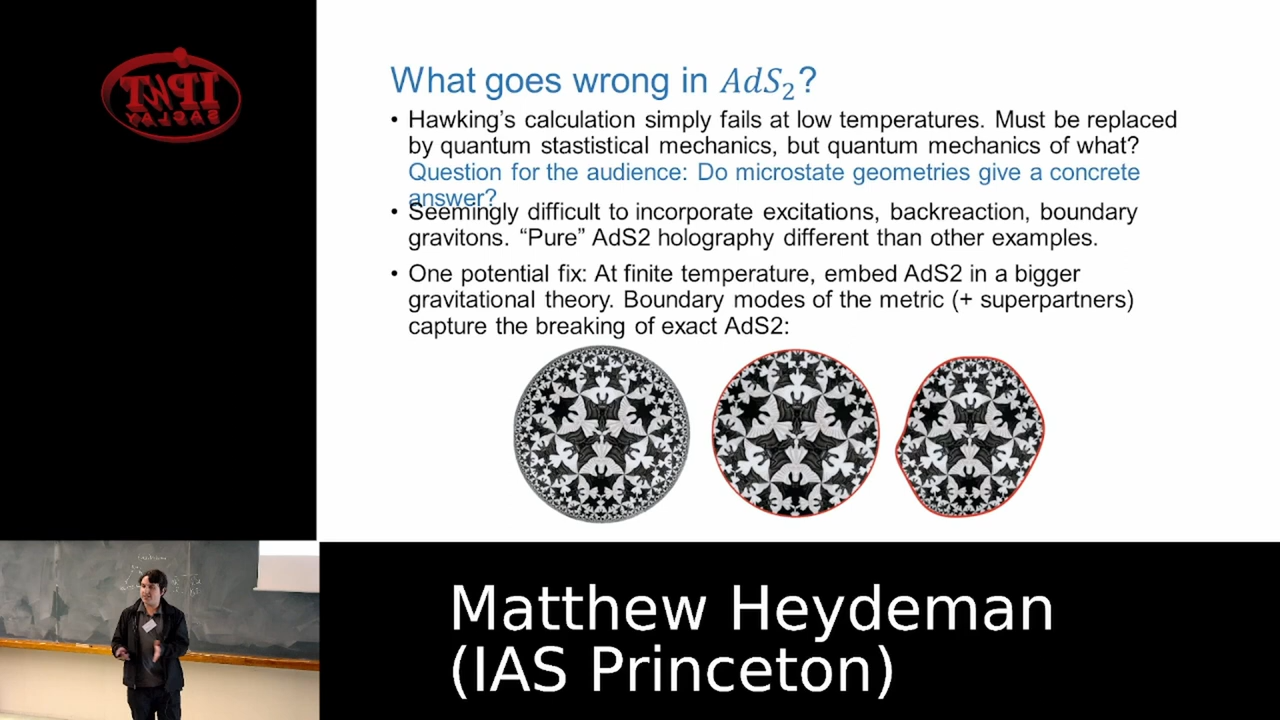 What goes wrong in AdS₂?
• Hawking's calculation simply fails at low temperatures. Must be replaced
by quantum stastistical mechanics, but quantum mechanics of what?
Question for the audience: Do microstate geometries give a concrete
answer?
• Seemingly difficult to incorporate excitations, backreaction, boundary
gravitons. “Pure” AdS2 holography different than other examples.
• One potential fix: At finite temperature, embed AdS2 in a bigger
gravitational theory. Boundary modes of the metric (+ superpartners)
capture the breaking of exact AdS2:
IPhT
SACLAY
Matthew Heydeman
(IAS Princeton)